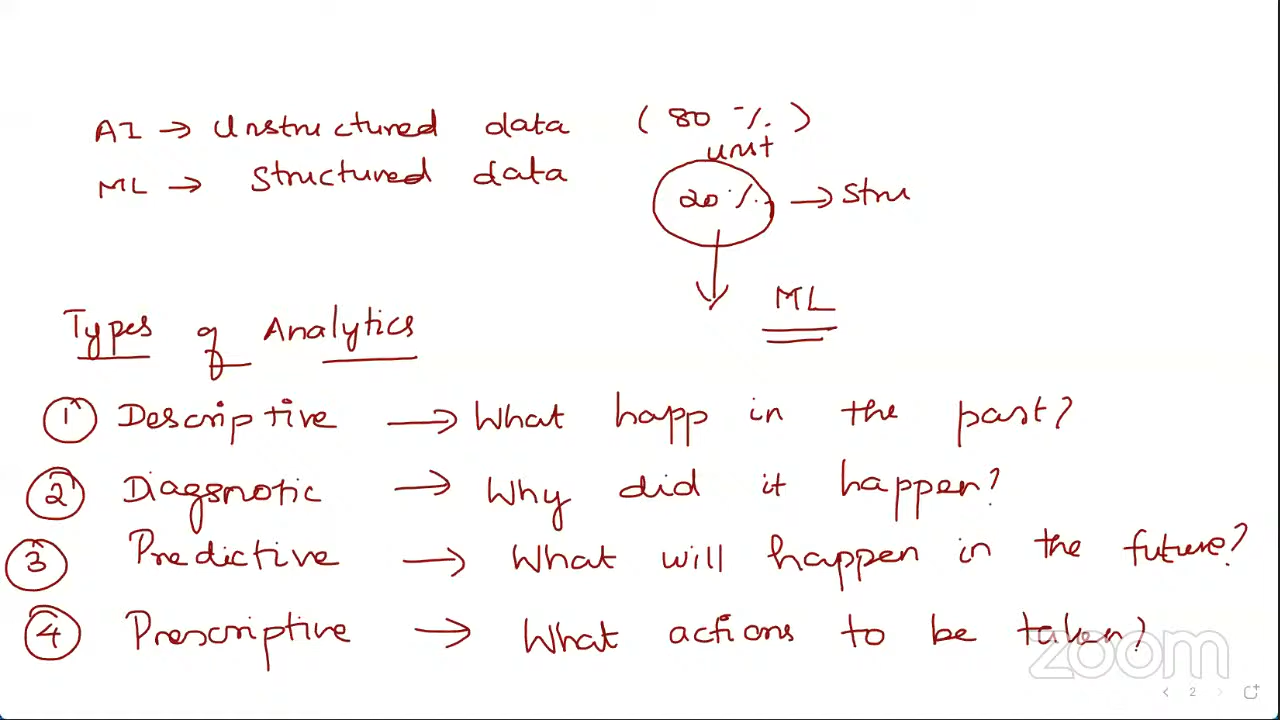 AI → Unstructured data (80 %)
unst
ML → Structured data 20 % → Stru
ML
Types of Analytics
① Descriptive → What happ in the past?
② Diagsnotic → Why did it happen?
③ Predictive → What will happen in the future?
④ Prescriptive → What actions to be taken?
zoom
< 2 >